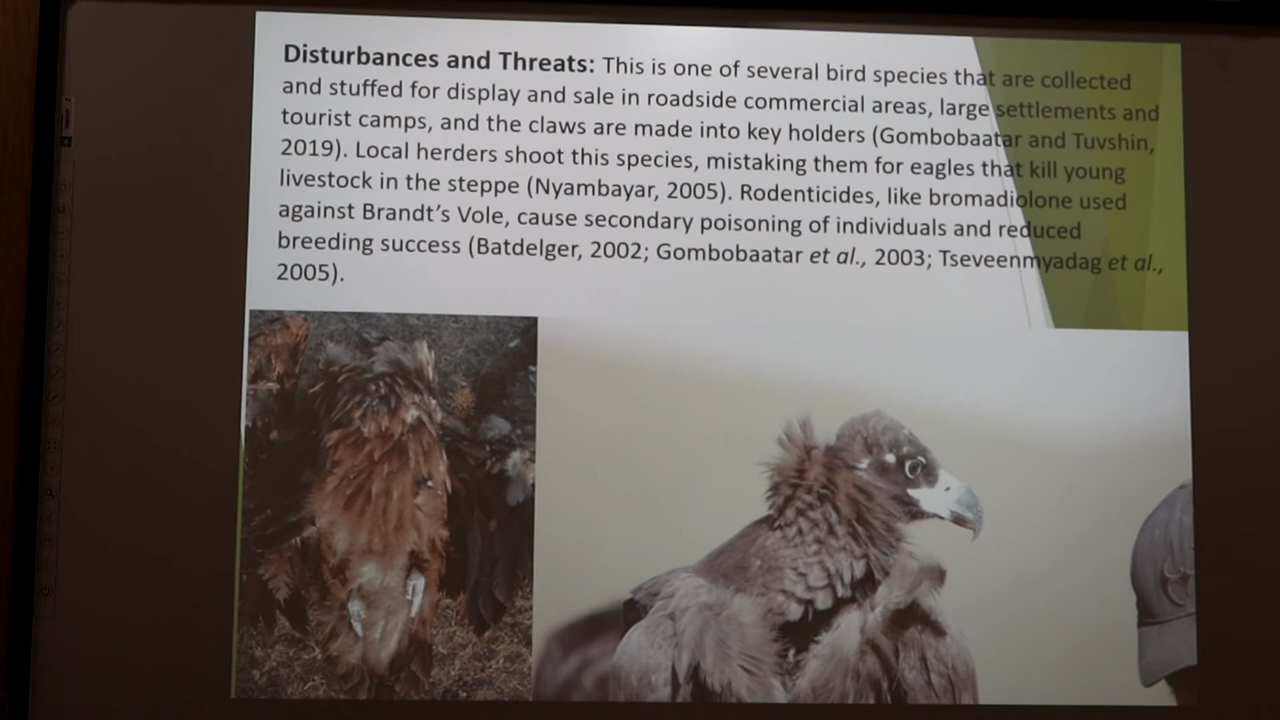 Disturbances and Threats: This is one of several bird species that are collected
and stuffed for display and sale in roadside commercial areas, large settlements and
tourist camps, and the claws are made into key holders (Gombobaatar and Tuvshin,
2019). Local herders shoot this species, mistaking them for eagles that kill young
livestock in the steppe (Nyambayar, 2005). Rodenticides, like bromadiolone used
against Brandt’s Vole, cause secondary poisoning of individuals and reduced
breeding success (Batdelger, 2002; Gombobaatar et al., 2003; Tseveenmyadag et al.,
2005).